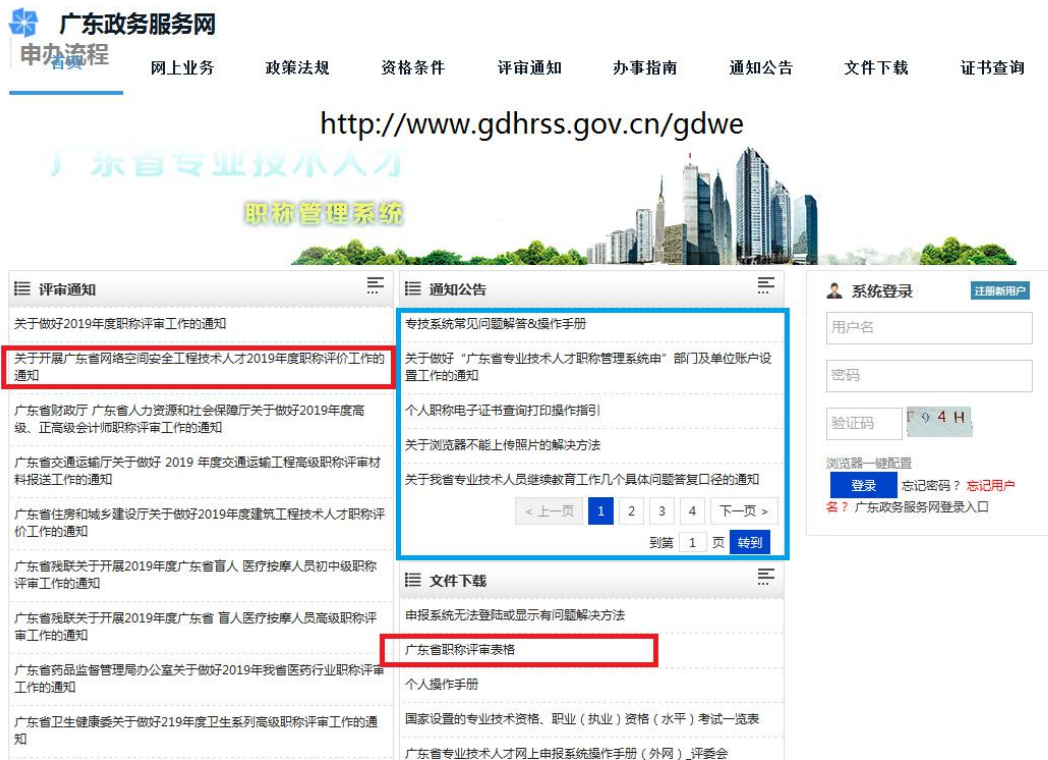 广东政务服务网
申办流程
首页
网上业务
政策法规
资格条件
评审通知
办事指南
通知公告
文件下载
证书查询
http://www.gdhrss.gov.cn/gdwe
广东省专业技术人才
职称管理系统
评审通知
关于做好2019年度职称评审工作的通知
关于开展广东省网络空间安全工程技术人才2019年度职称评价工作的
通知
广东省财政厅 广东省人力资源和社会保障厅关于做好2019年度高
级、正高级会计师职称评审工作的通知
广东省交通运输厅关于做好 2019 年度交通运输工程高级职称评审材
料报送工作的通知
广东省住房和城乡建设厅关于做好2019年度建筑工程技术人才职称评
价工作的通知
广东省残联关于开展2019年度广东省盲人 医疗按摩人员初中级职称
评审工作的通知
广东省残联关于开展2019年度广东省 盲人医疗按摩人员高级职称评
审工作的通知
广东省药品监督管理局办公室关于做好2019年我省医药行业职称评审
工作的通知
广东省卫生健康委关于做好219年度卫生系列高级职称评审工作的通
知
通知公告
专技系统常见问题解答&操作手册
关于做好“广东省专业技术人才职称管理系统申”部门及单位账户设
置工作的通知
个人职称电子证书查询打印操作指引
关于浏览器不能上传照片的解决方法
关于我省专业技术人员继续教育工作几个具体问题答复口径的通知
< 上一页 1 2 3 4 下一页 >
到第 1 页 转到
文件下载
申报系统无法登陆或显示有问题解决方法
广东省职称评审表格
个人操作手册
国家设置的专业技术资格、职业（执业）资格（水平）考试一览表
广东省专业技术人才网上申报系统操作手册（外网）_评委会
系统登录
注册新用户
用户名
密码
验证码
F 9 4 H
浏览器一键配置
登录 忘记密码？ 忘记用户
名？ 广东政务服务网登录入口